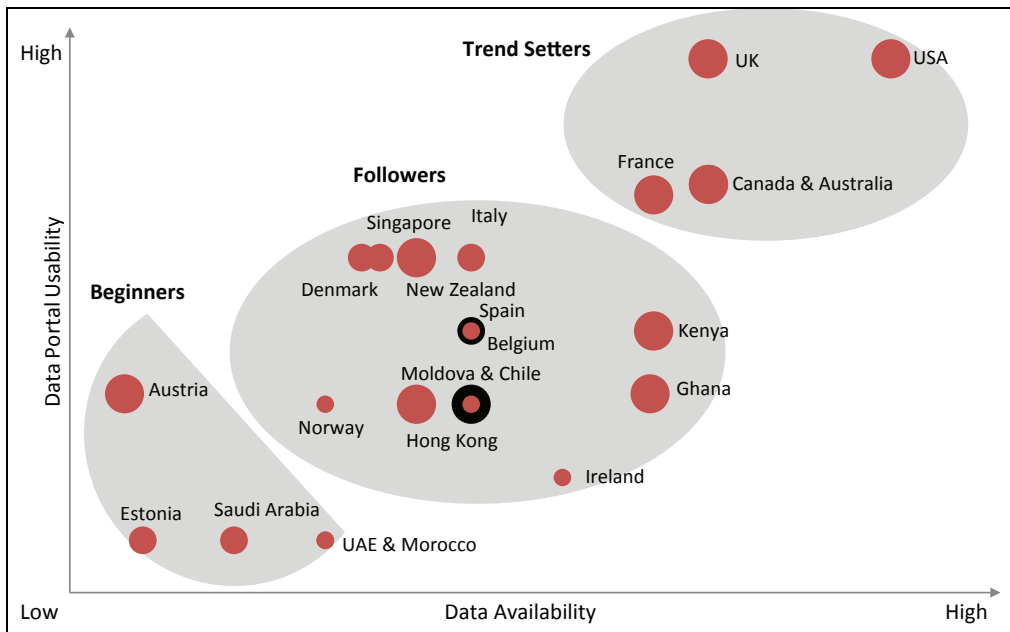 High
Trend Setters
UK
USA
France
Canada & Australia
Followers
Singapore
Italy
Denmark
New Zealand
Beginners
Spain
Belgium
Kenya
Austria
Moldova & Chile
Ghana
Norway
Hong Kong
Ireland
Estonia
Saudi Arabia
UAE & Morocco
Data Portal Usability
Low
Data Availability
High